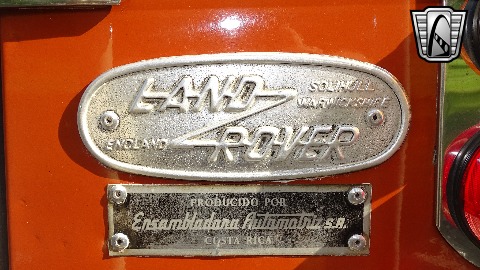 LAND
SOLIHULL
WARWICKSHIRE
ENGLAND
ROVER
PRODUCIDO POR
Ensambladora Automotriz S.A.
COSTA RICA